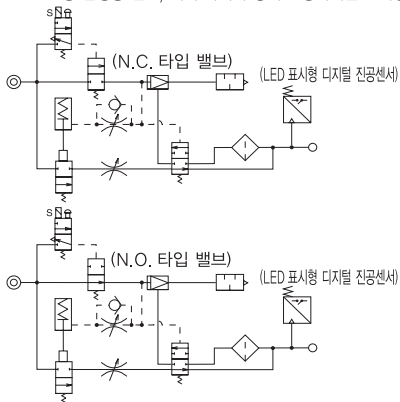 S
(N.C. 타입 밸브)
(LED 표시형 디지털 진공센서)
S
(N.O. 타입 밸브)
(LED 표시형 디지털 진공센서)